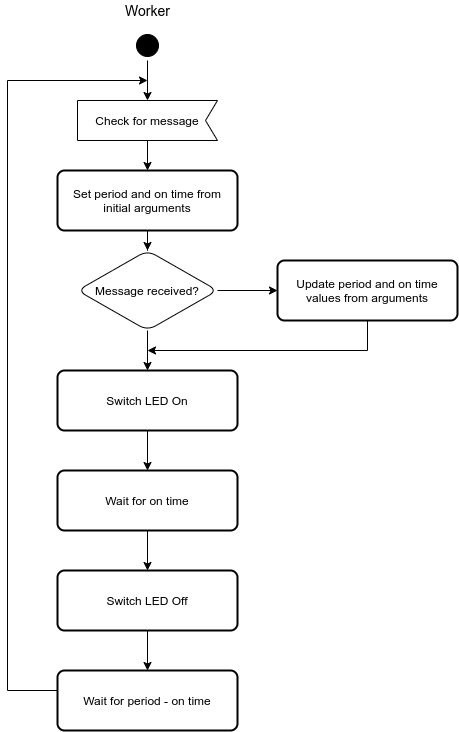 Worker
Check for message
Set period and on time from
initial arguments
Message received?
Update period and on time
values from arguments
Switch LED On
Wait for on time
Switch LED Off
Wait for period - on time